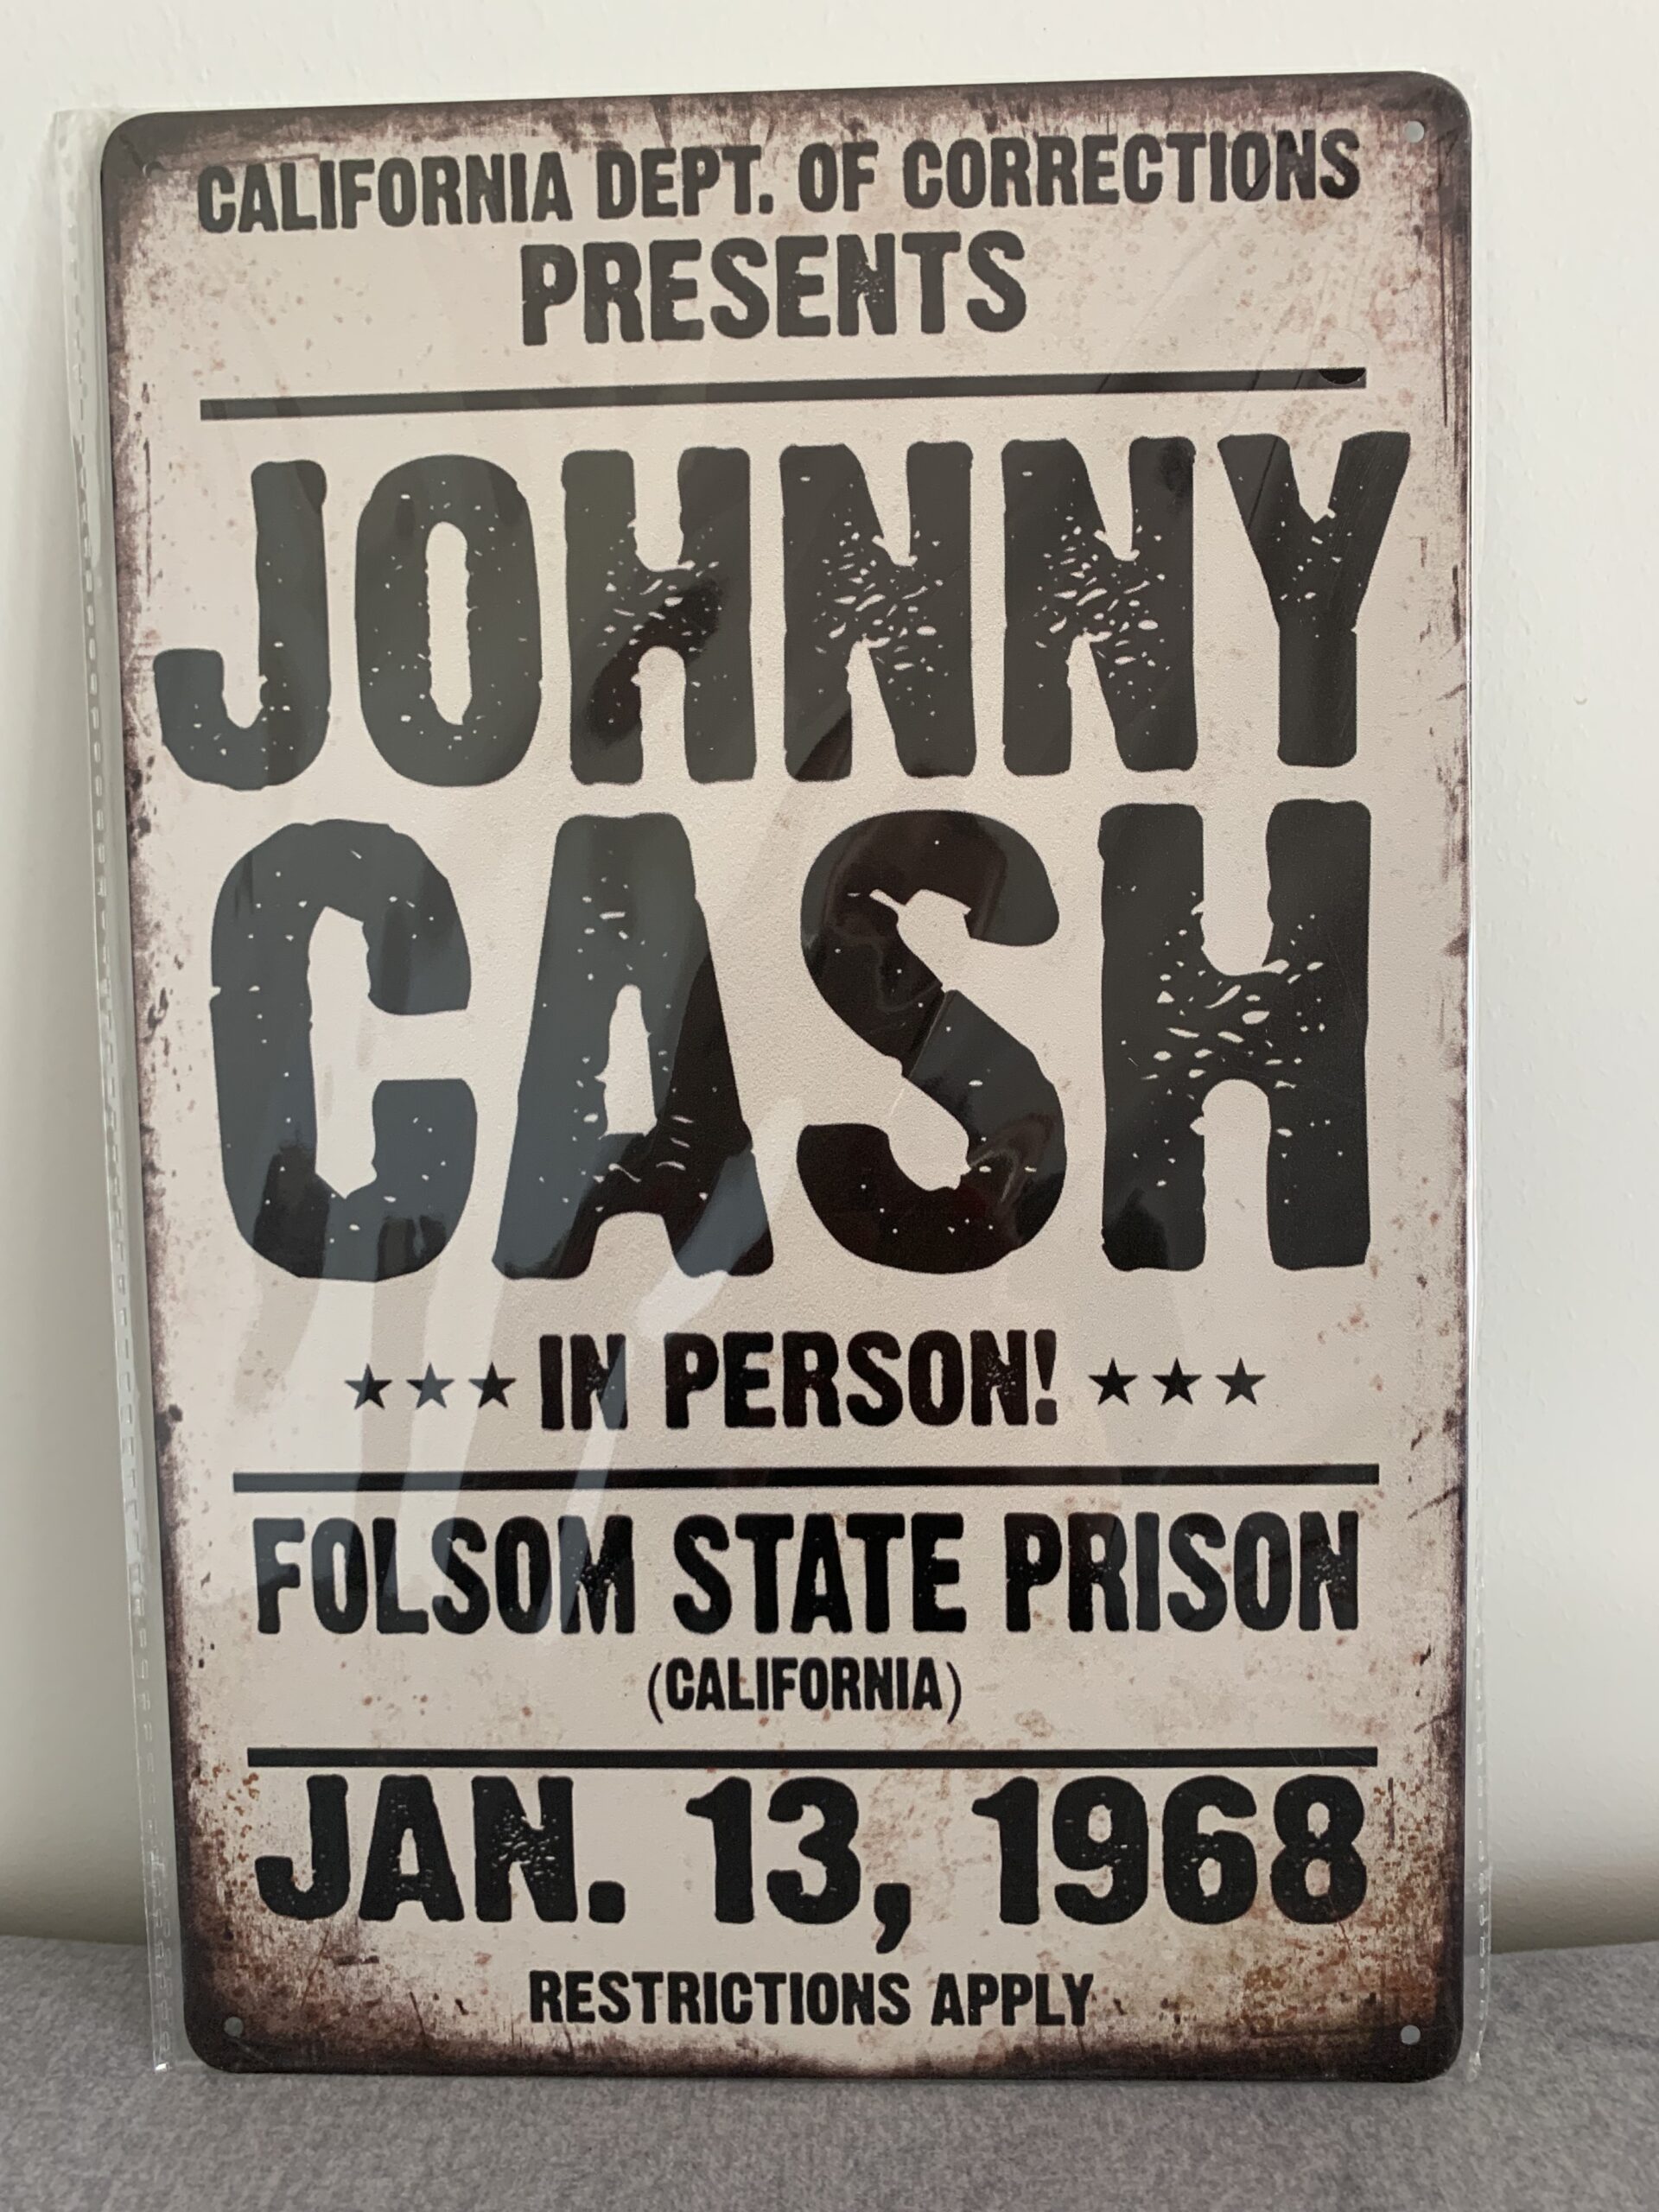 CALIFORNIA DEPT. OF CORRECTIONS
PRESENTS
JOHNNY
CASH
★★★ IN PERSON! ★★★
FOLSOM STATE PRISON
(CALIFORNIA)
JAN. 13, 1968
RESTRICTIONS APPLY